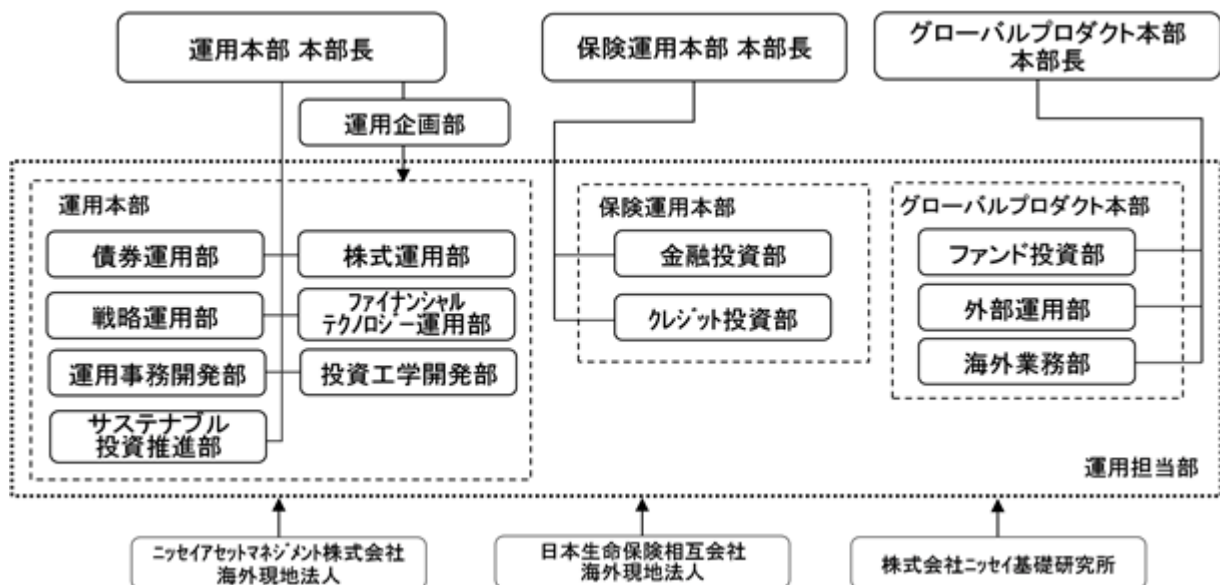 運用本部 本部長
保険運用本部 本部長
グローバルプロダクト本部
本部長
運用企画部
運用本部
債券運用部
株式運用部
戦略運用部
ファイナンシャル
テクノロジー運用部
運用事務開発部
投資工学開発部
サステナブル
投資推進部
保険運用本部
金融投資部
クレジット投資部
グローバルプロダクト本部
ファンド投資部
外部運用部
海外業務部
運用担当部
ニッセイアセットマネジメント株式会社
海外現地法人
日本生命保険相互会社
海外現地法人
株式会社ニッセイ基礎研究所